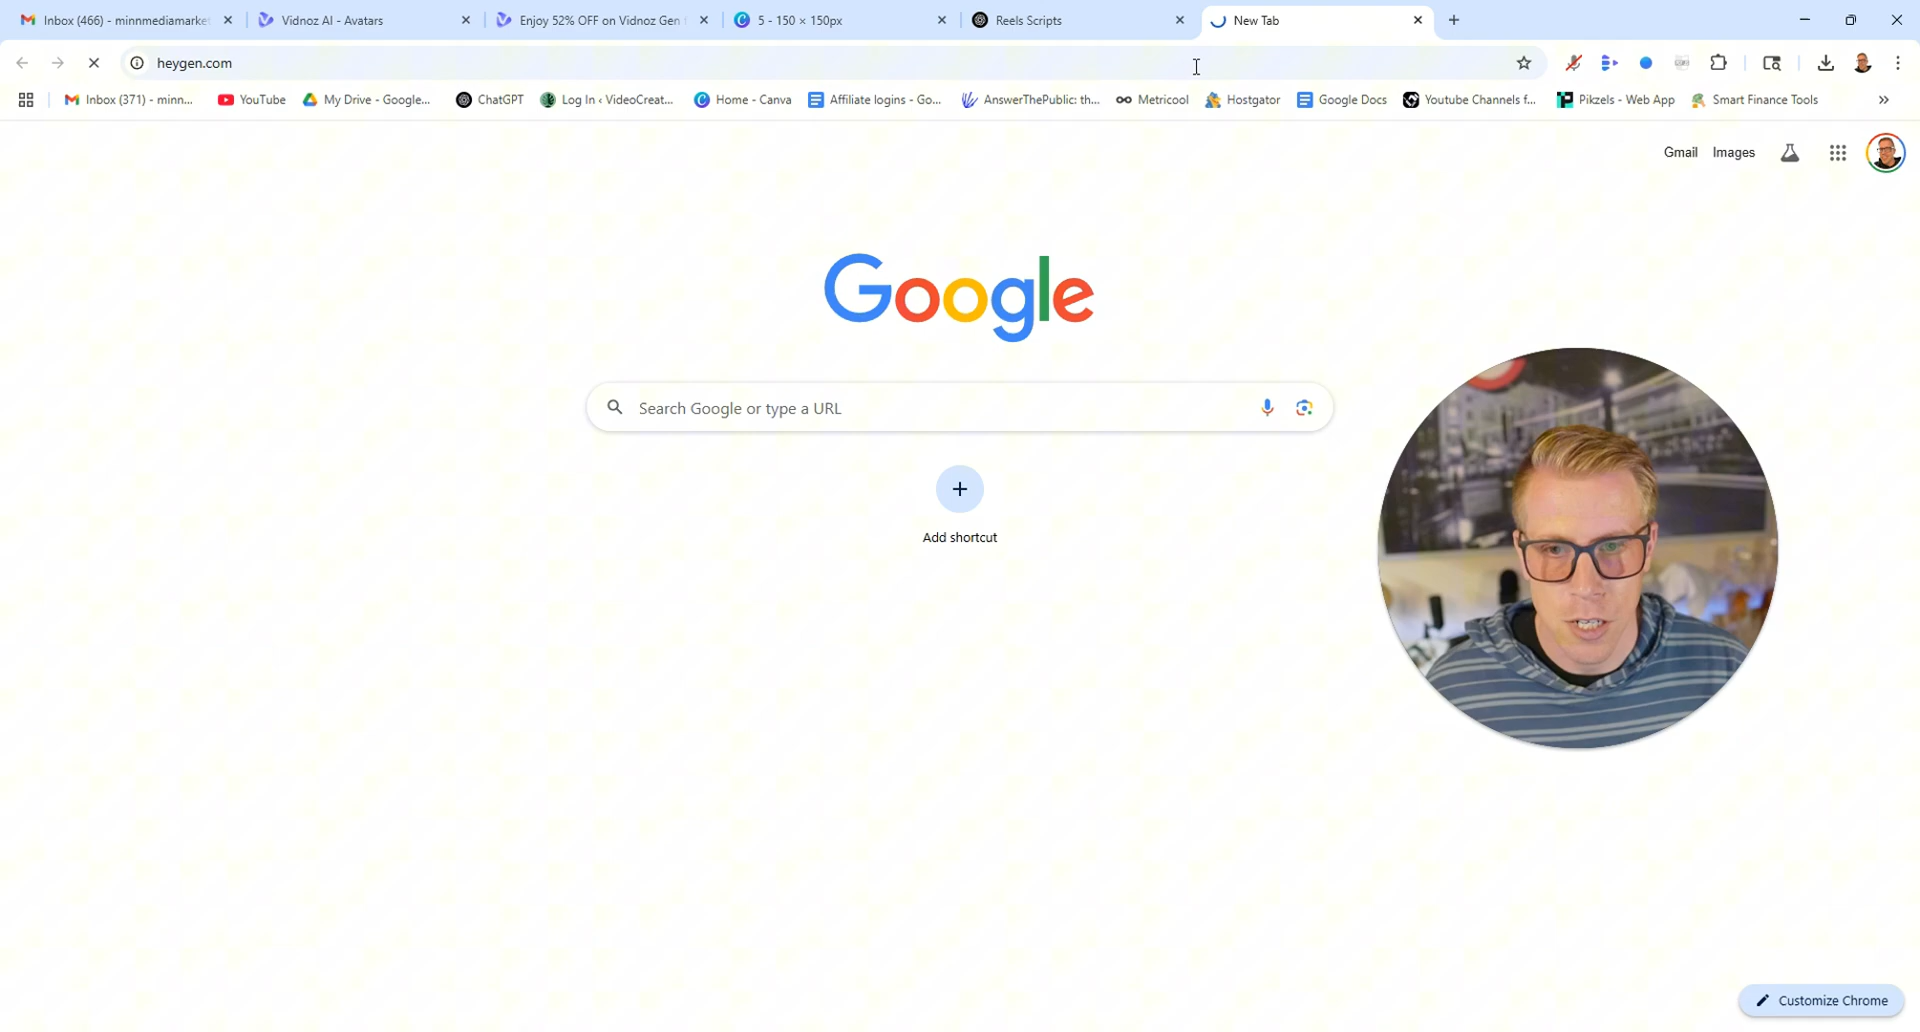 Inbox (466) - minnmediamarket
Vidnoz AI - Avatars
Enjoy 52% OFF on Vidnoz Gen
5 - 150 × 150px
Reels Scripts
New Tab
heygen.com
Inbox (371) - minn...
YouTube
My Drive - Google...
ChatGPT
Log In ‹ VideoCreat...
Home - Canva
Affiliate logins - Go...
AnswerThePublic: th...
Metricool
Hostgator
Google Docs
Youtube Channels f...
Pikzels - Web App
Smart Finance Tools
Gmail
Images
Google
Search Google or type a URL
Add shortcut
Customize Chrome